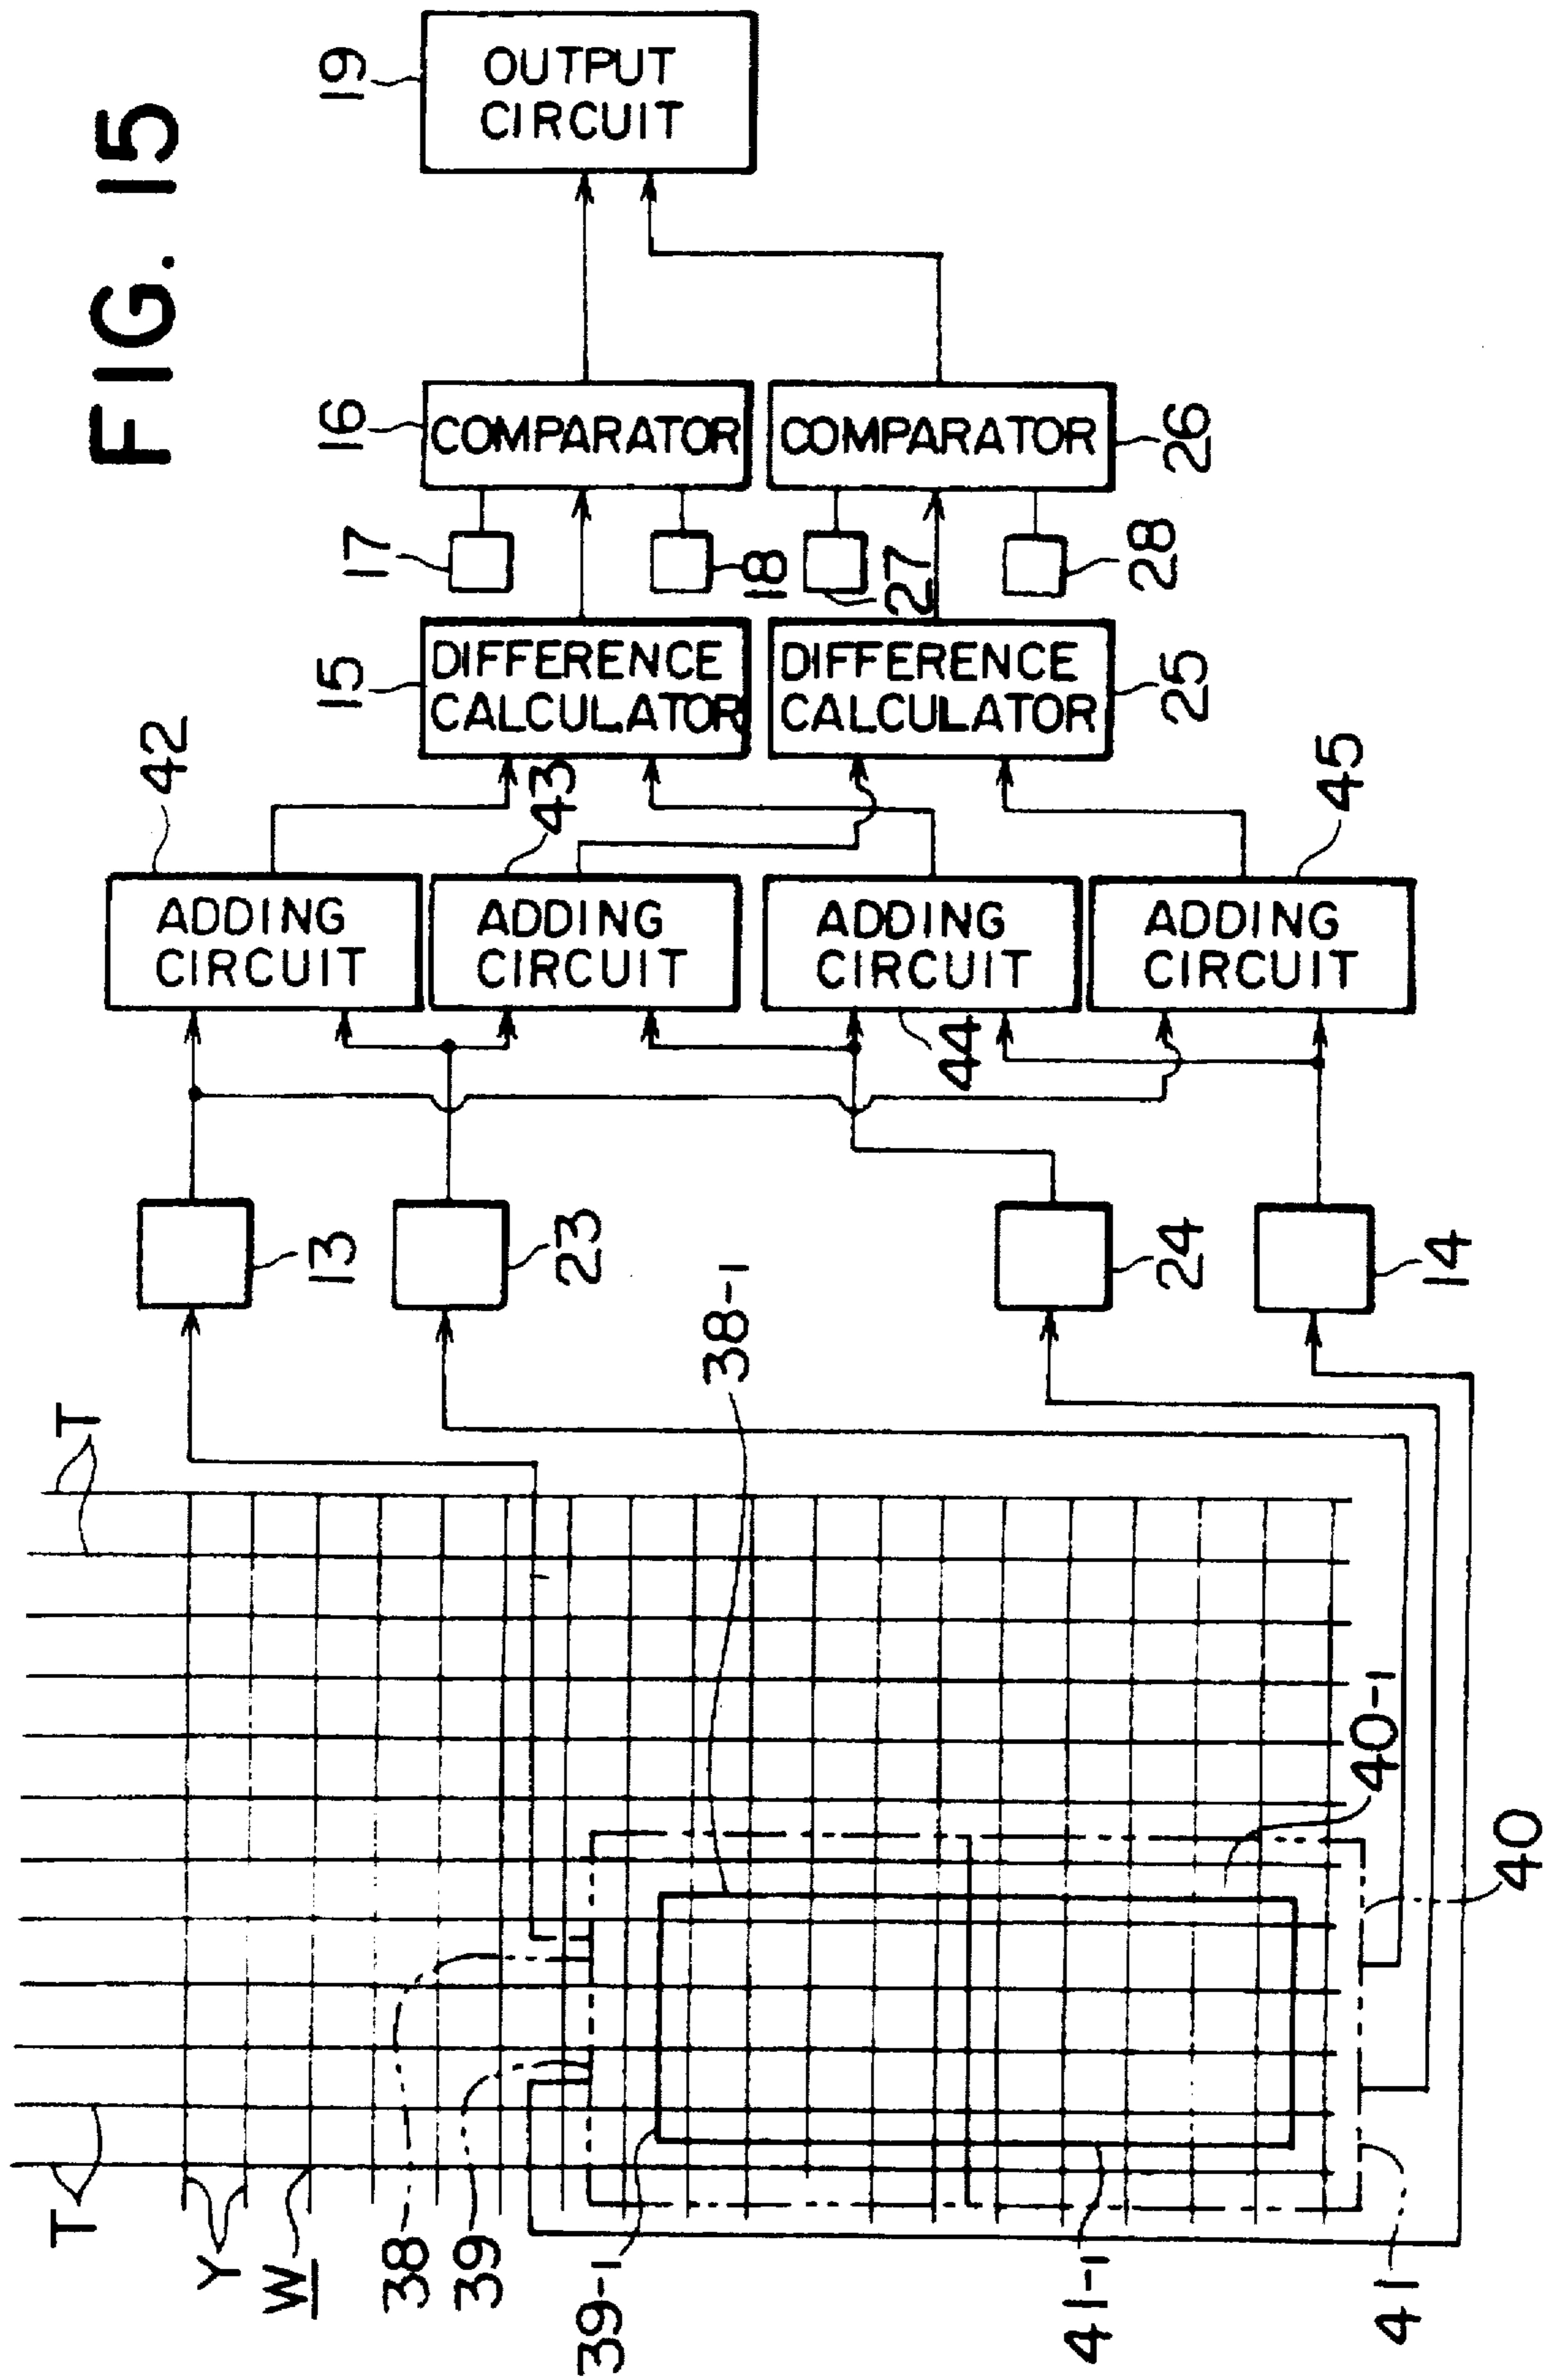 FIG. 15
19
OUTPUT
CIRCUIT
16
COMPARATOR
COMPARATOR
26
17
18
27
28
15
DIFFERENCE
CALCULATOR
DIFFERENCE
CALCULATOR
25
42
43
45
ADDING
CIRCUIT
ADDING
CIRCUIT
ADDING
CIRCUIT
ADDING
CIRCUIT
44
13
23
24
14
38-1
T
40-1
40
T
Y
W
38
39
39-1
41-1
41